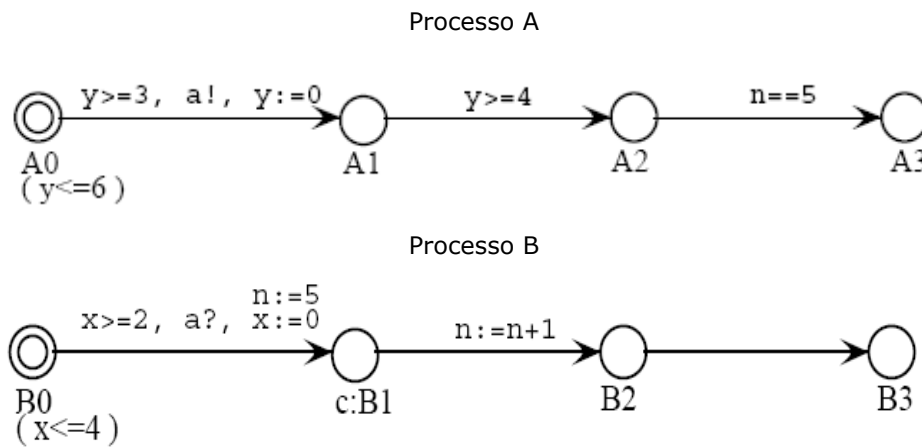 Processo A
y>=3, a!, y:=0
y>=4
n==5
A0
A1
A2
A3
( y<=6 )
Processo B
n:=5
x>=2, a?, x:=0
n:=n+1
B0
c:B1
B2
B3
( x<=4 )